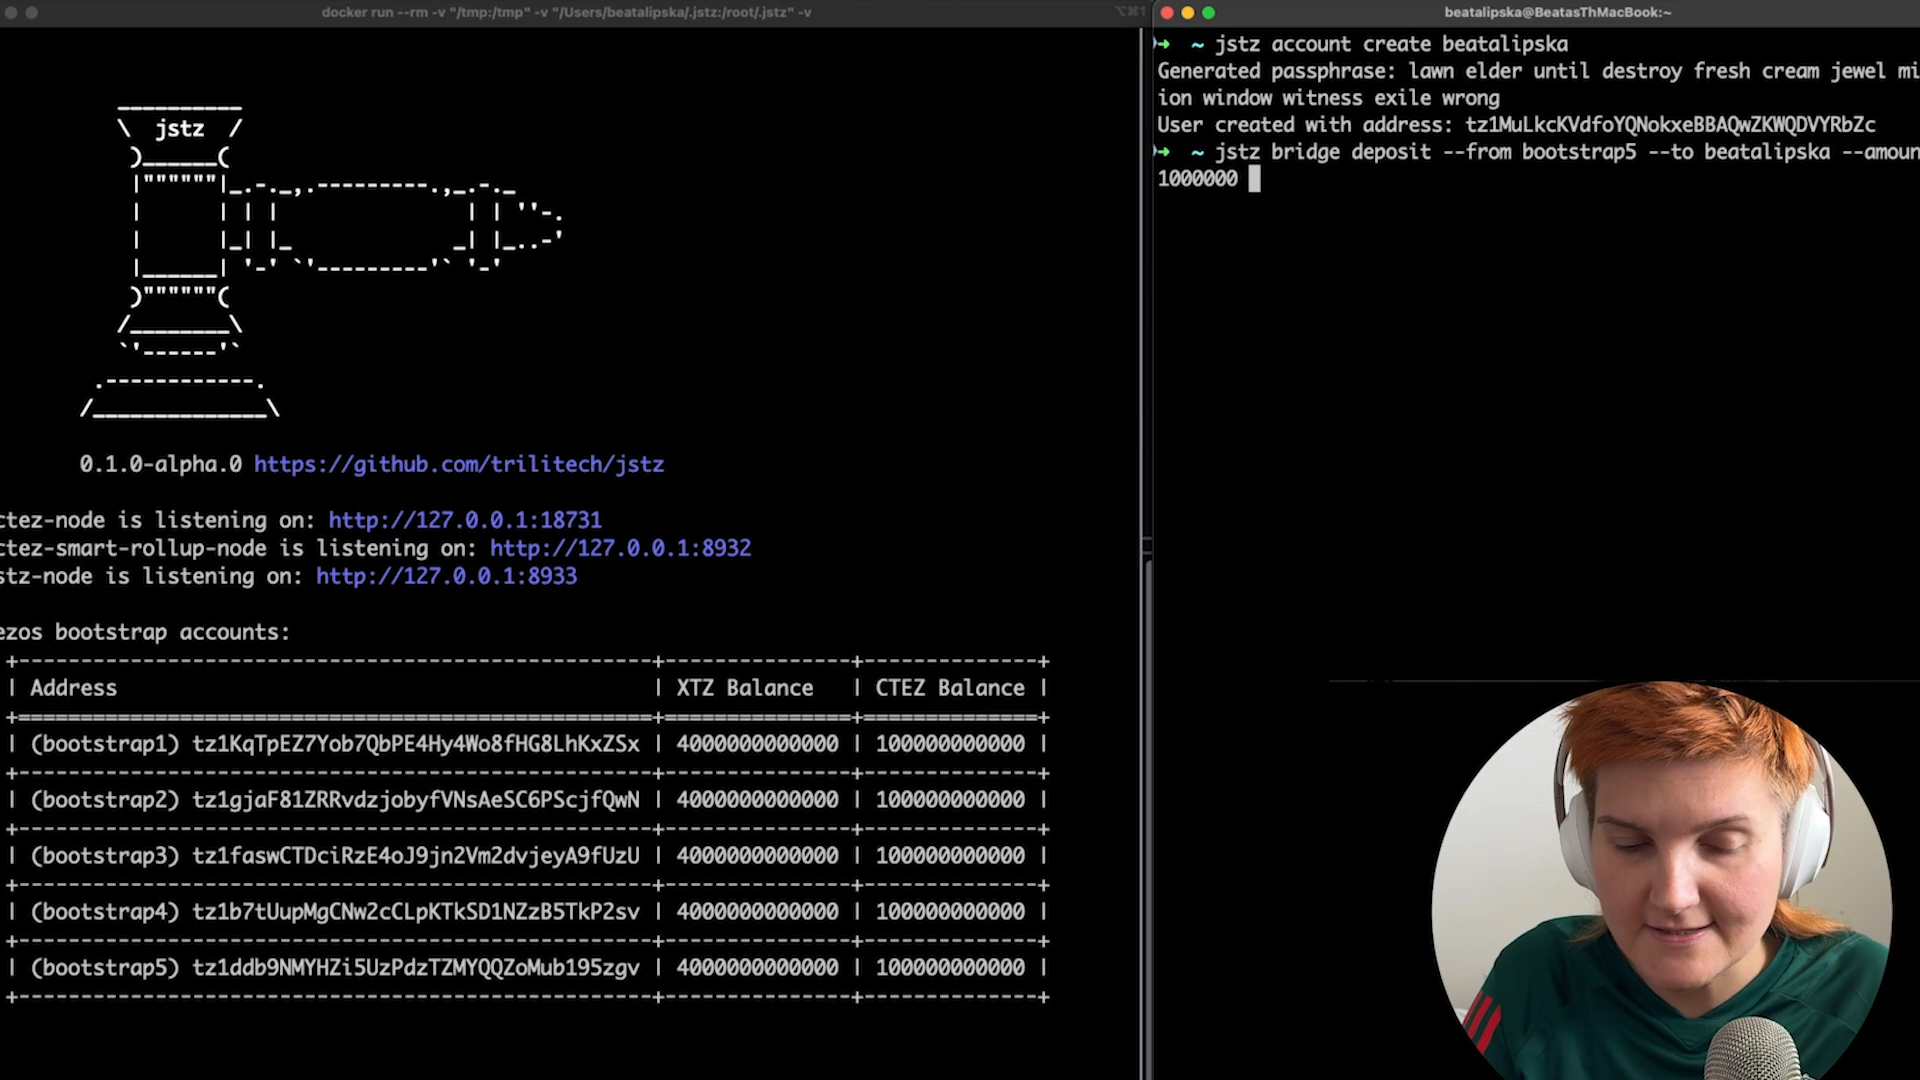 docker run --rm -v "/tmp:/tmp" -v "/Users/beatalipska/.jstz:/root/.jstz" -v
⌥⌘1
jstz
0.1.0-alpha.0 https://github.com/trilitech/jstz
ctez-node is listening on: http://127.0.0.1:18731
ctez-smart-rollup-node is listening on: http://127.0.0.1:8932
stz-node is listening on: http://127.0.0.1:8933
ezos bootstrap accounts:
| Address | XTZ Balance | CTEZ Balance |
| (bootstrap1) tz1KqTpEZ7Yob7QbPE4Hy4Wo8fHG8LhKxZSx | 4000000000000 | 100000000000 |
| (bootstrap2) tz1gjaF81ZRRvdzjobyfVNsAeSC6PScjfQwN | 4000000000000 | 100000000000 |
| (bootstrap3) tz1faswCTDciRzE4oJ9jn2Vm2dvjeyA9fUzU | 4000000000000 | 100000000000 |
| (bootstrap4) tz1b7tUupMgCNw2cCLpKTkSD1NZzB5TkP2sv | 4000000000000 | 100000000000 |
| (bootstrap5) tz1ddb9NMYHZi5UzPdzTZMYQQZoMub195zgv | 4000000000000 | 100000000000 |
beatalipska@BeatasThMacBook:~
➜ ~ jstz account create beatalipska
Generated passphrase: lawn elder until destroy fresh cream jewel mi
ion window witness exile wrong
User created with address: tz1MuLkcKVdfoYQNokxeBBAQwZKWQDVYRbZc
➜ ~ jstz bridge deposit --from bootstrap5 --to beatalipska --amoun
1000000